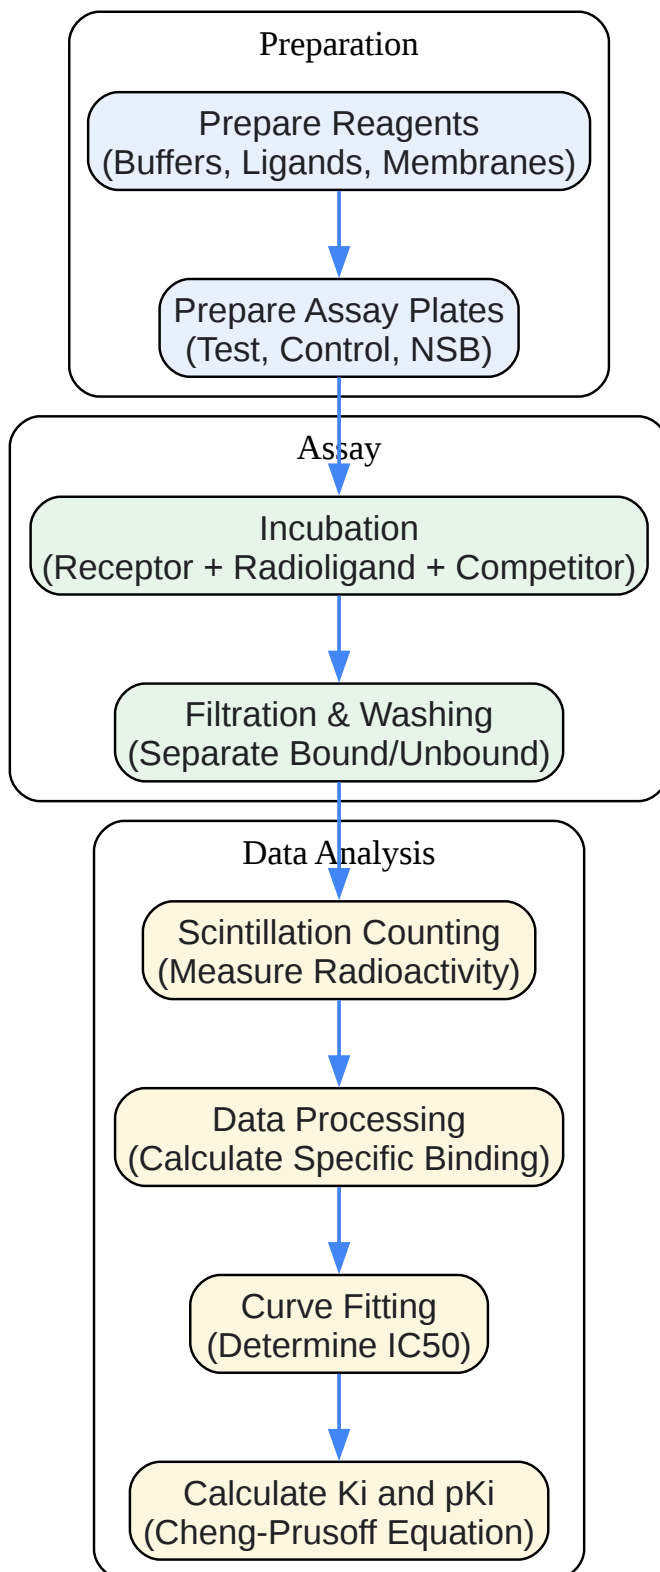 Preparation
Prepare Reagents
(Buffers, Ligands, Membranes)
Prepare Assay Plates
(Test, Control, NSB)
Assay
Incubation
(Receptor + Radioligand + Competitor)
Filtration & Washing
(Separate Bound/Unbound)
Data Analysis
Scintillation Counting
(Measure Radioactivity)
Data Processing
(Calculate Specific Binding)
Curve Fitting
(Determine IC50)
Calculate Ki and pKi
(Cheng-Prusoff Equation)